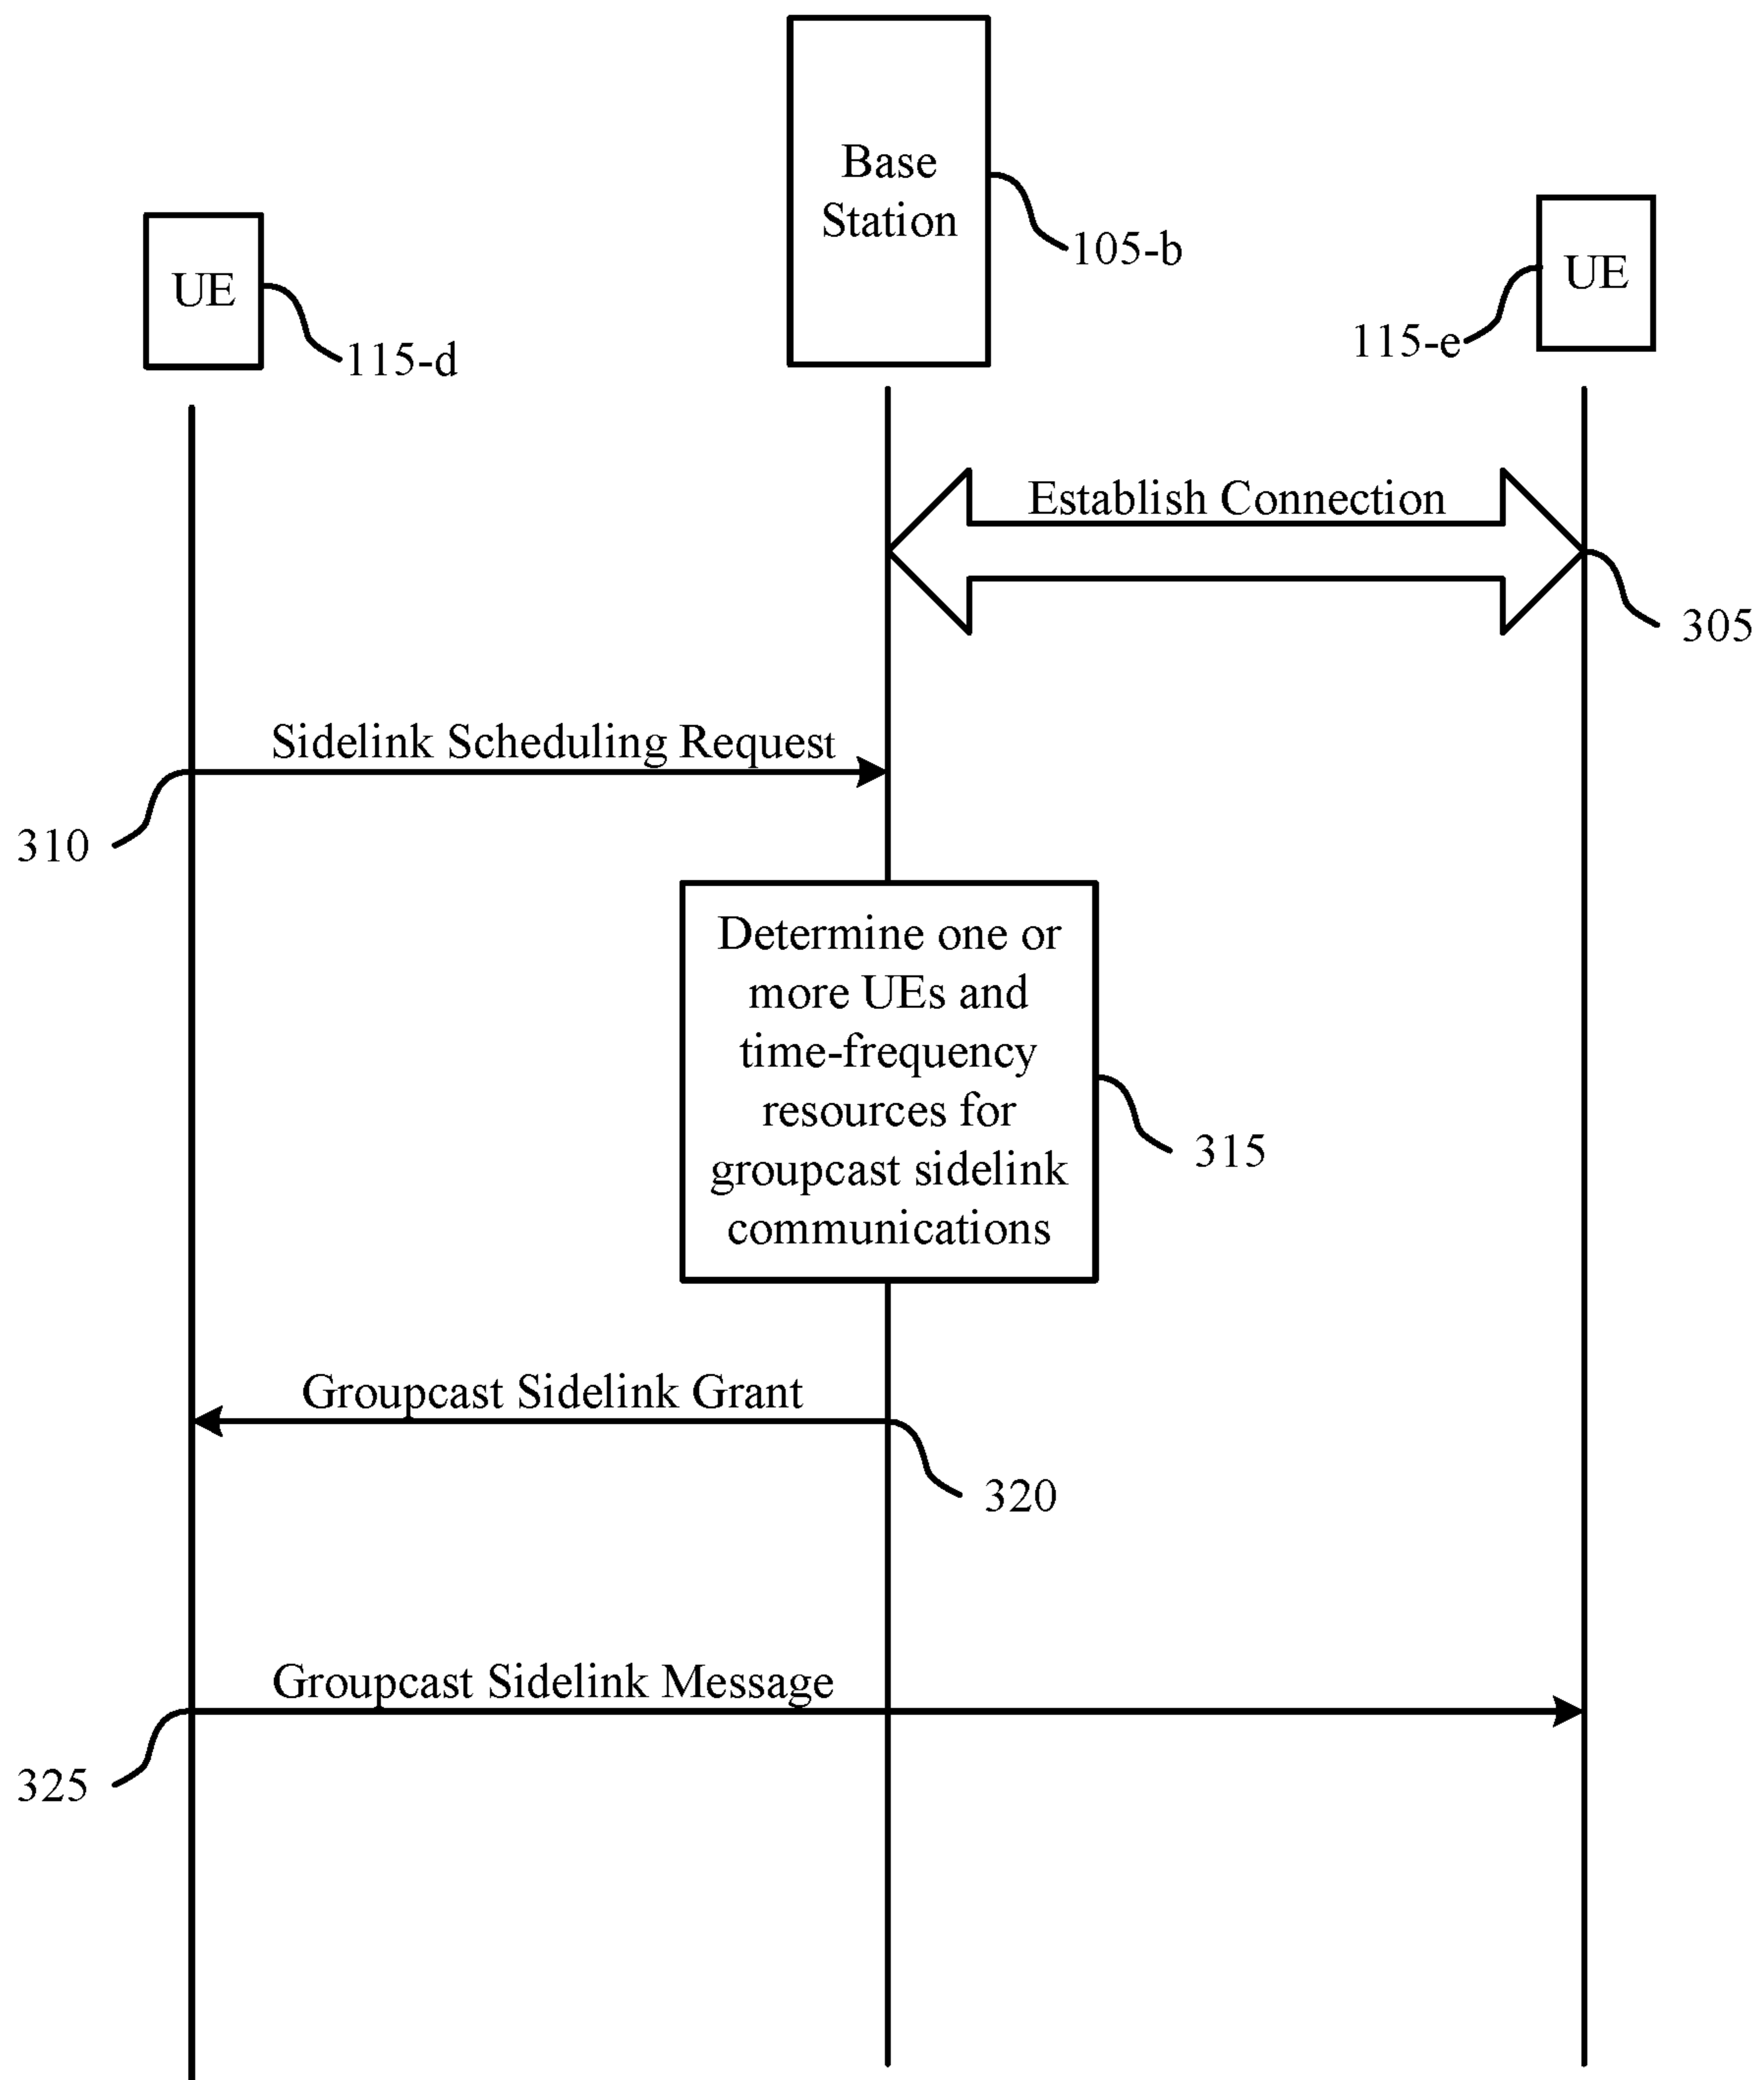 Base
Station
105-b
UE
115-d
UE
115-e
Establish Connection
305
Sidelink Scheduling Request
310
Determine one or
more UEs and
time-frequency
resources for
groupcast sidelink
communications
315
Groupcast Sidelink Grant
320
Groupcast Sidelink Message
325